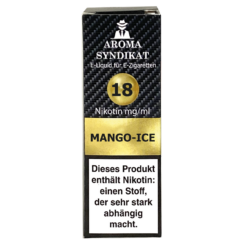 AROMA
SYNDIKAT
E-Liquid für E-Zigaretten
18
Nikotin mg/ml
MANGO-ICE
Dieses Produkt
enthält Nikotin:
einen Stoff,
der sehr stark
abhängig
macht.